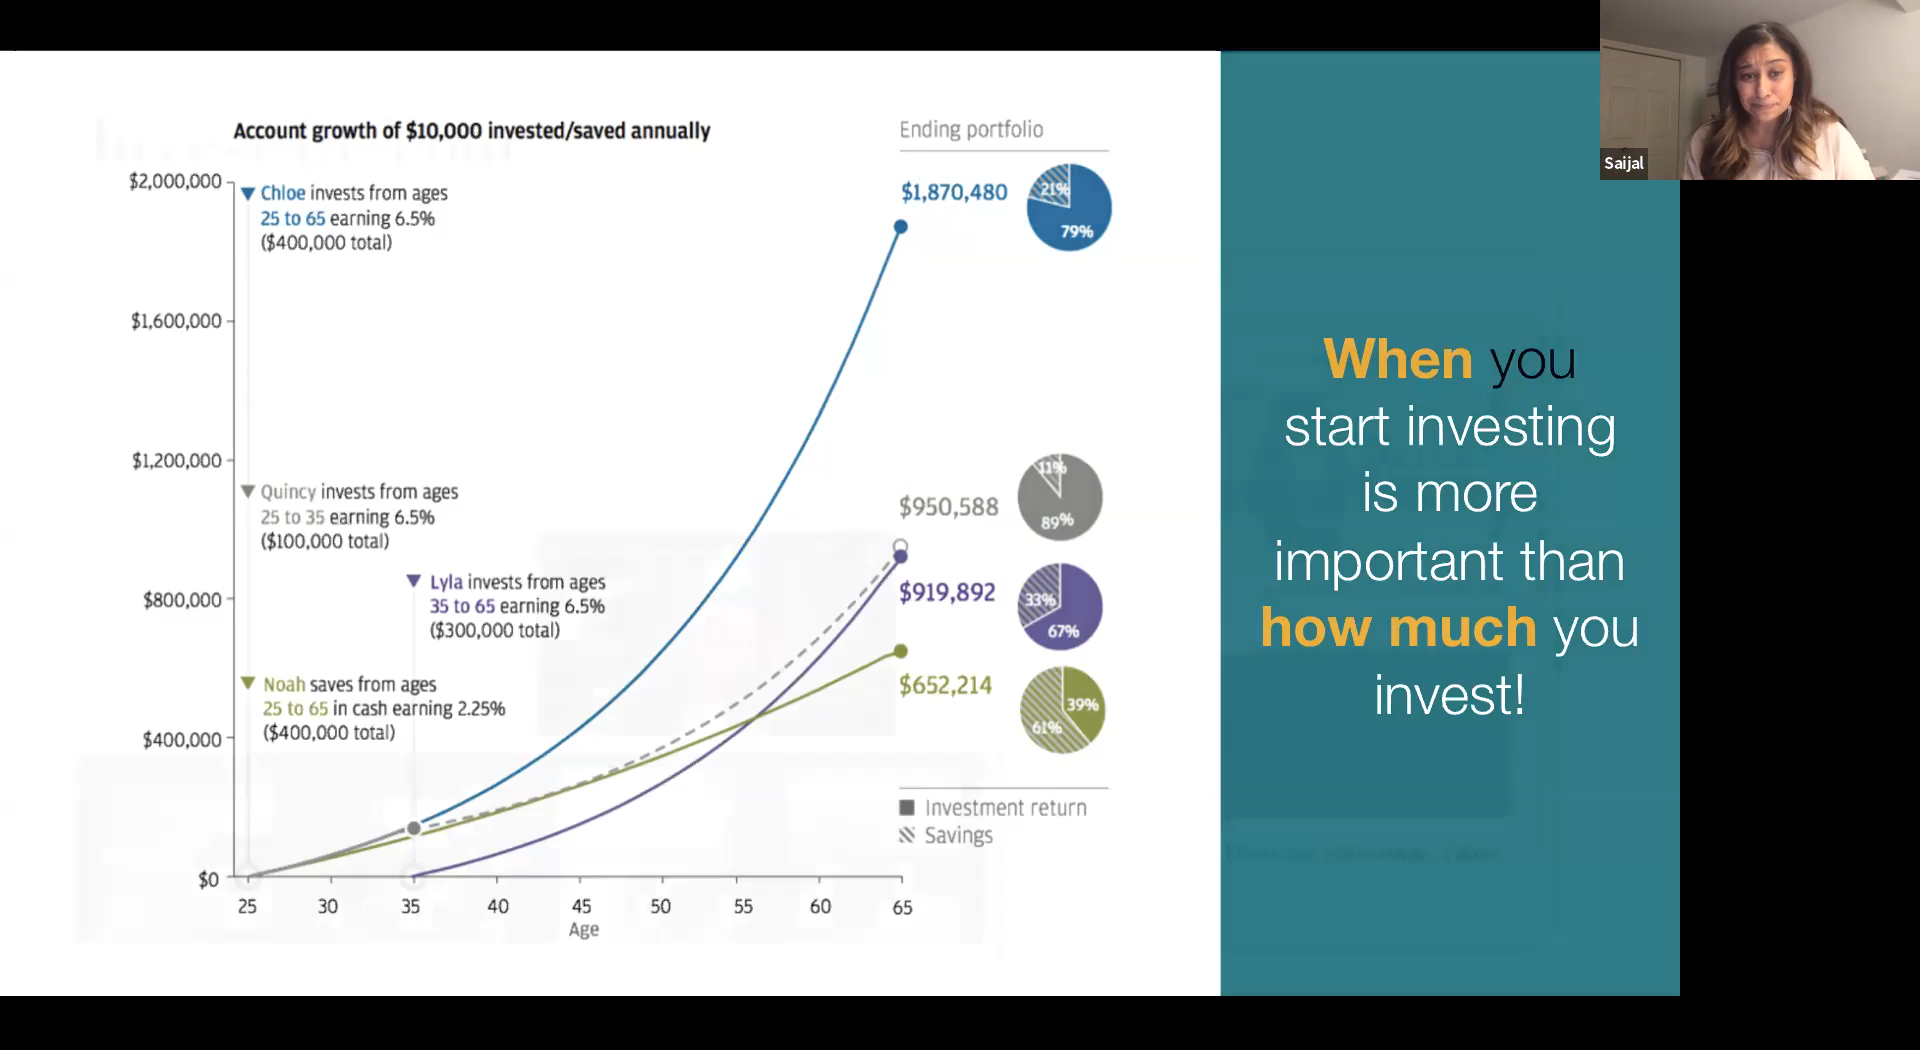 Account growth of $10,000 invested/saved annually
Ending portfolio
$2,000,000
$1,600,000
$1,200,000
$800,000
$400,000
$0
Chloe invests from ages
25 to 65 earning 6.5%
($400,000 total)
Quincy invests from ages
25 to 35 earning 6.5%
($100,000 total)
Lyla invests from ages
35 to 65 earning 6.5%
($300,000 total)
Noah saves from ages
25 to 65 in cash earning 2.25%
($400,000 total)
25 30 35 40 45 50 55 60 65
Age
$1,870,480
21%
79%
$950,588
11%
89%
$919,892
33%
67%
$652,214
39%
61%
Investment return
Savings
When you
start investing
is more
important than
how much you
invest!
Saijal